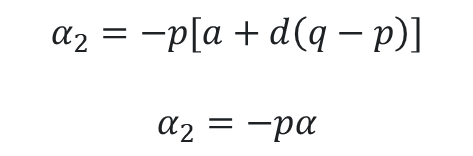 α₂ = −p[a + d(q − p)]
α₂ = −pα